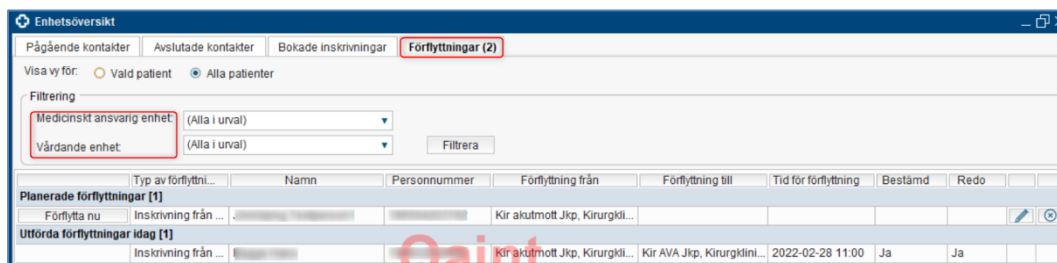 Enhetsöversikt
Pågående kontakter Avslutade kontakter Bokade inskrivningar Förflyttningar (2)
Visa vy för: Vald patient Alla patienter
Filtrering
Medicinskt ansvarig enhet: (Alla i urval)
Vårdande enhet: (Alla i urval) Filtrera
Typ av förflyttni... Namn Personnummer Förflyttning från Förflyttning till Tid för förflyttning Bestämd Redo
Planerade förflyttningar [1]
Förflytta nu Inskrivning från ... Kir akutmott Jkp, Kirurgkli...
Utförda förflyttningar idag [1]
Inskrivning från ... Kir akutmott Jkp, Kirurgkli... Kir AVA Jkp, Kirurgklini... 2022-02-28 11:00 Ja Ja